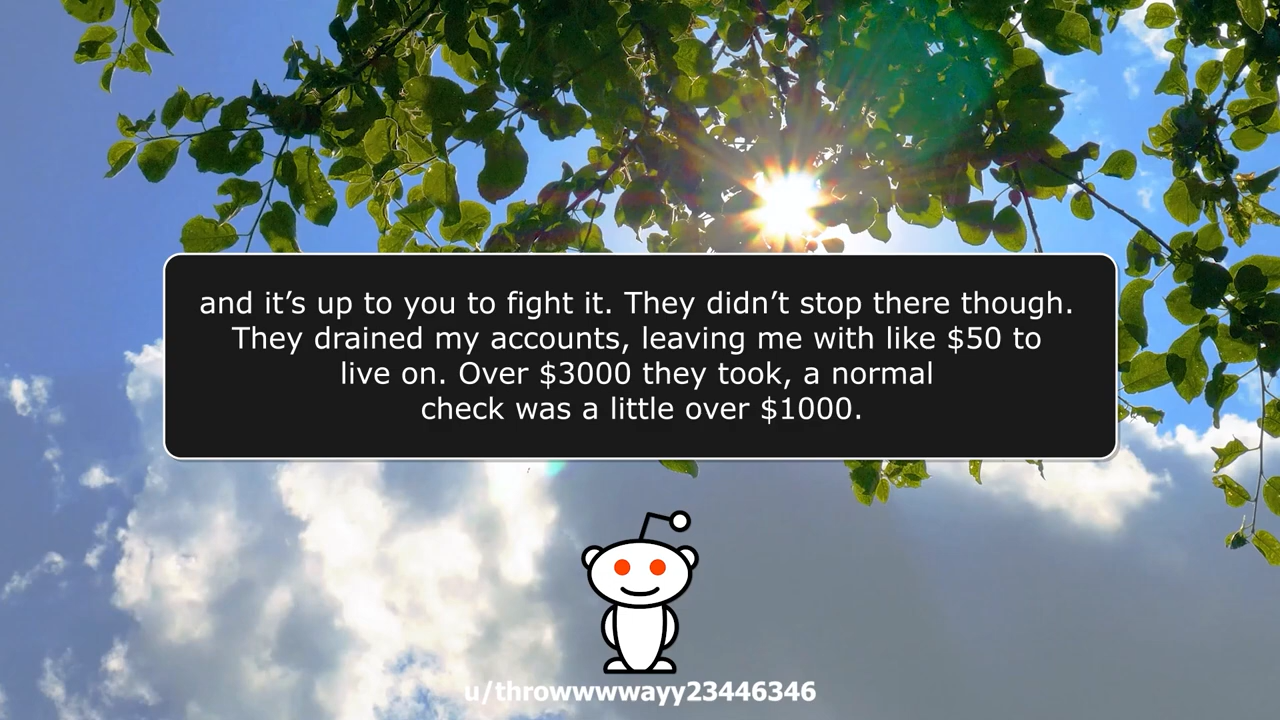 and it’s up to you to fight it. They didn’t stop there though.
They drained my accounts, leaving me with like $50 to
live on. Over $3000 they took, a normal
check was a little over $1000.
u/throwwwwayy23446346